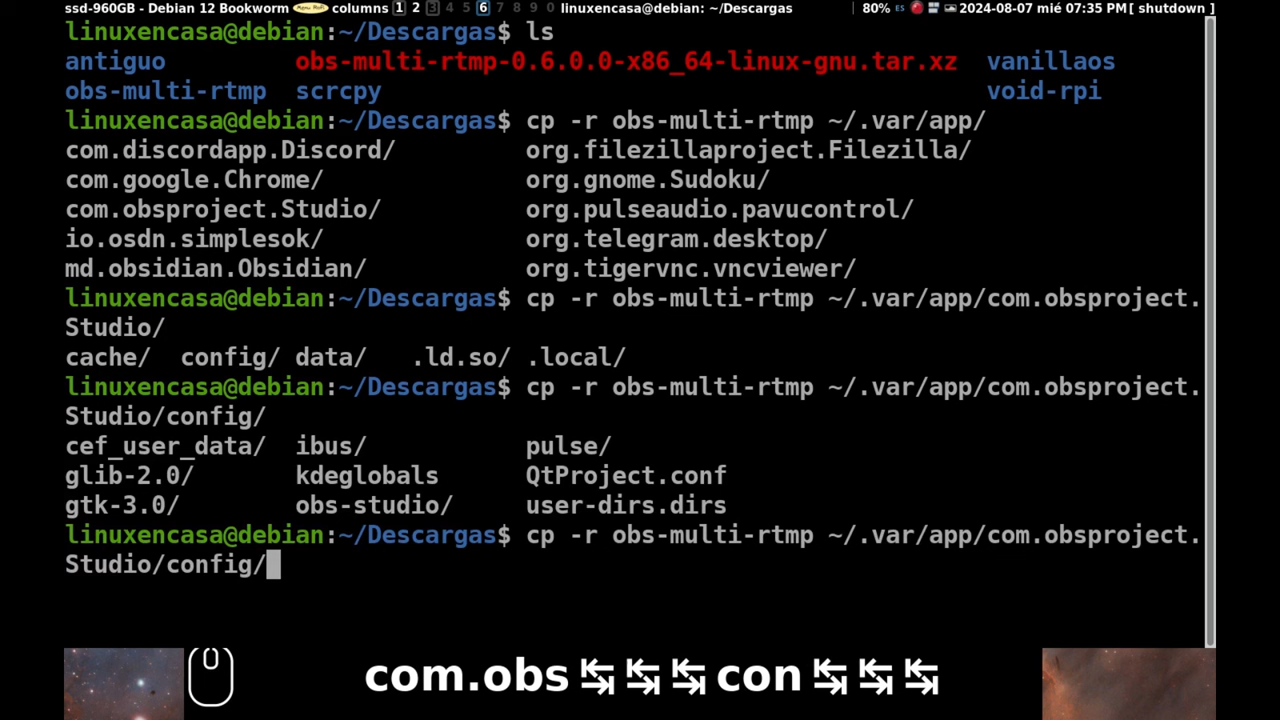 ssd-960GB - Debian 12 Bookworm columns 1 2 3 4 5 6 7 8 9 0 linuxencasa@debian: ~/Descargas | 80% ES 2024-08-07 mié 07:35 PM[ shutdown ]
linuxencasa@debian:~/Descargas$ ls
antiguo obs-multi-rtmp-0.6.0.0-x86_64-linux-gnu.tar.xz vanillaos
obs-multi-rtmp scrcpy void-rpi
linuxencasa@debian:~/Descargas$ cp -r obs-multi-rtmp ~/.var/app/
com.discordapp.Discord/ org.filezillaproject.Filezilla/
com.google.Chrome/ org.gnome.Sudoku/
com.obsproject.Studio/ org.pulseaudio.pavucontrol/
io.osdn.simplesok/ org.telegram.desktop/
md.obsidian.Obsidian/ org.tigervnc.vncviewer/
linuxencasa@debian:~/Descargas$ cp -r obs-multi-rtmp ~/.var/app/com.obsproject.
Studio/
cache/ config/ data/ .ld.so/ .local/
linuxencasa@debian:~/Descargas$ cp -r obs-multi-rtmp ~/.var/app/com.obsproject.
Studio/config/
cef_user_data/ ibus/ pulse/
glib-2.0/ kdeglobals QtProject.conf
gtk-3.0/ obs-studio/ user-dirs.dirs
linuxencasa@debian:~/Descargas$ cp -r obs-multi-rtmp ~/.var/app/com.obsproject.
Studio/config/
com.obs↹↹↹con↹↹↹